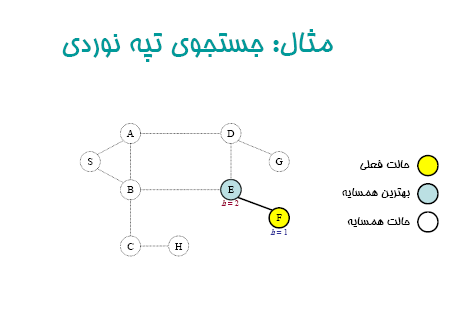 مثال: جستجوی تپه نوردی
A
D
S
G
حالت فعلی
B
E
بهترین همسایه
h = 2
F
حالت همسایه
h = 1
C
H